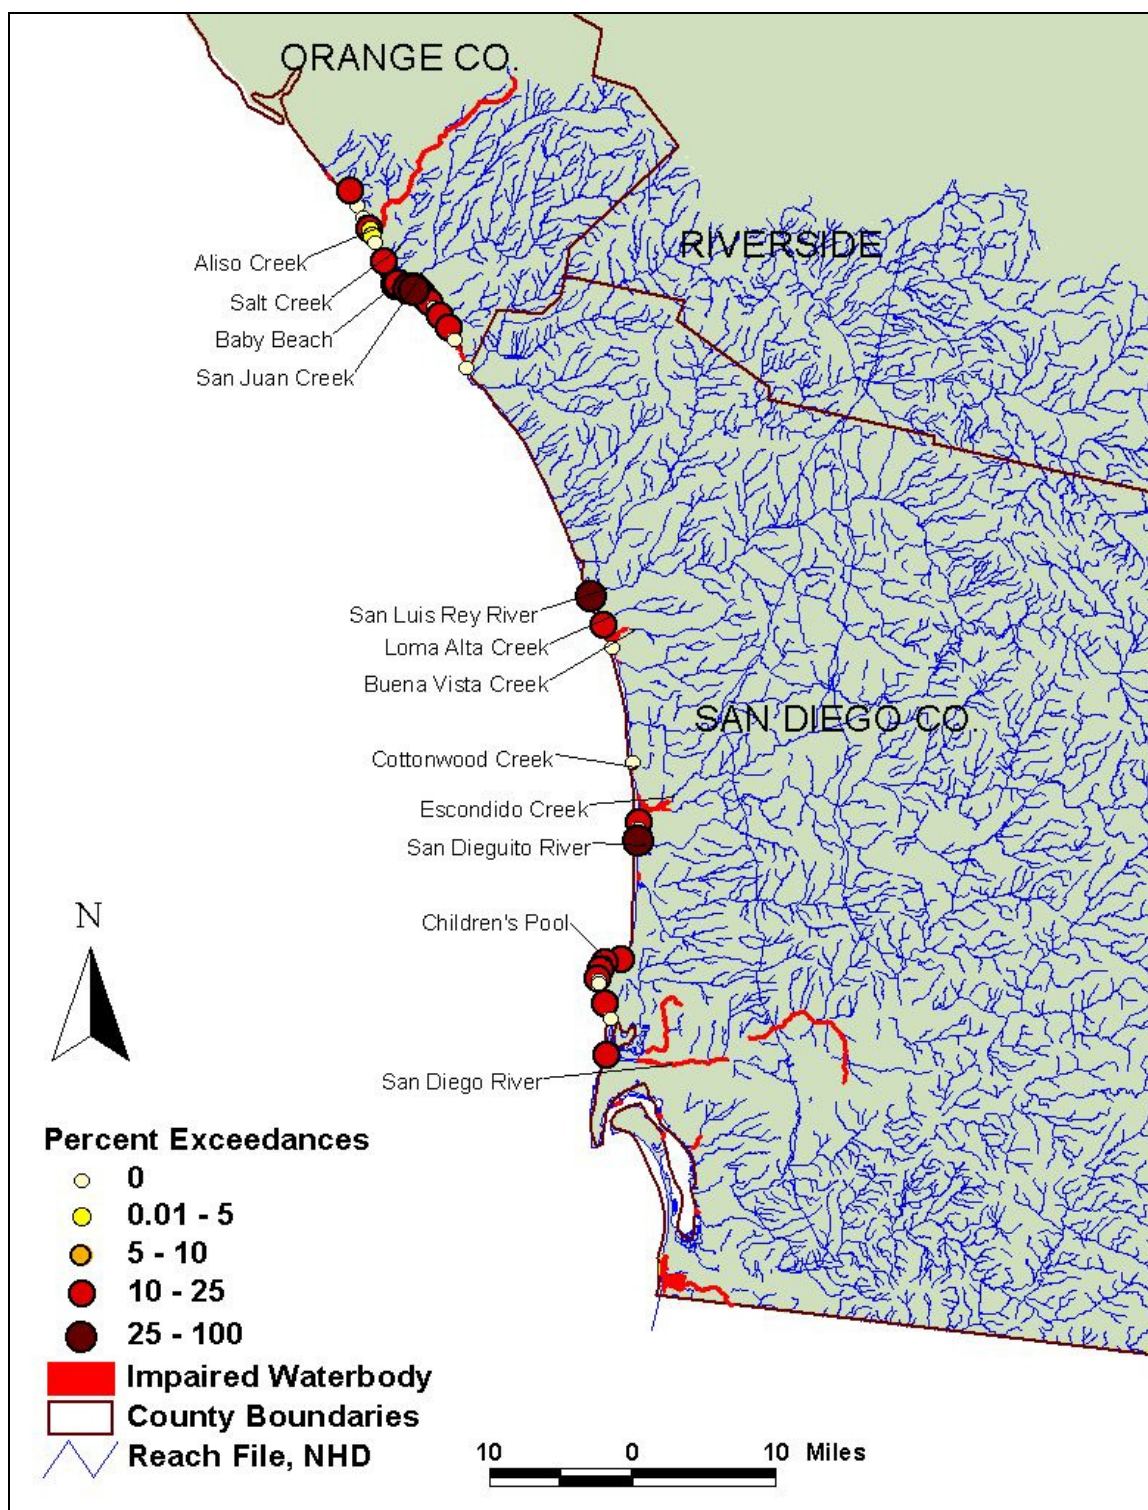 ORANGE CO.
RIVERSIDE
Aliso Creek
Salt Creek
Baby Beach
San Juan Creek
San Luis Rey River
Loma Alta Creek
Buena Vista Creek
SAN DIEGO CO.
Cottonwood Creek
Escondido Creek
San Dieguito River
N
Children's Pool
San Diego River
Percent Exceedances
0
0.01 - 5
5 - 10
10 - 25
25 - 100
Impaired Waterbody
County Boundaries
Reach File, NHD
10 0 10 Miles